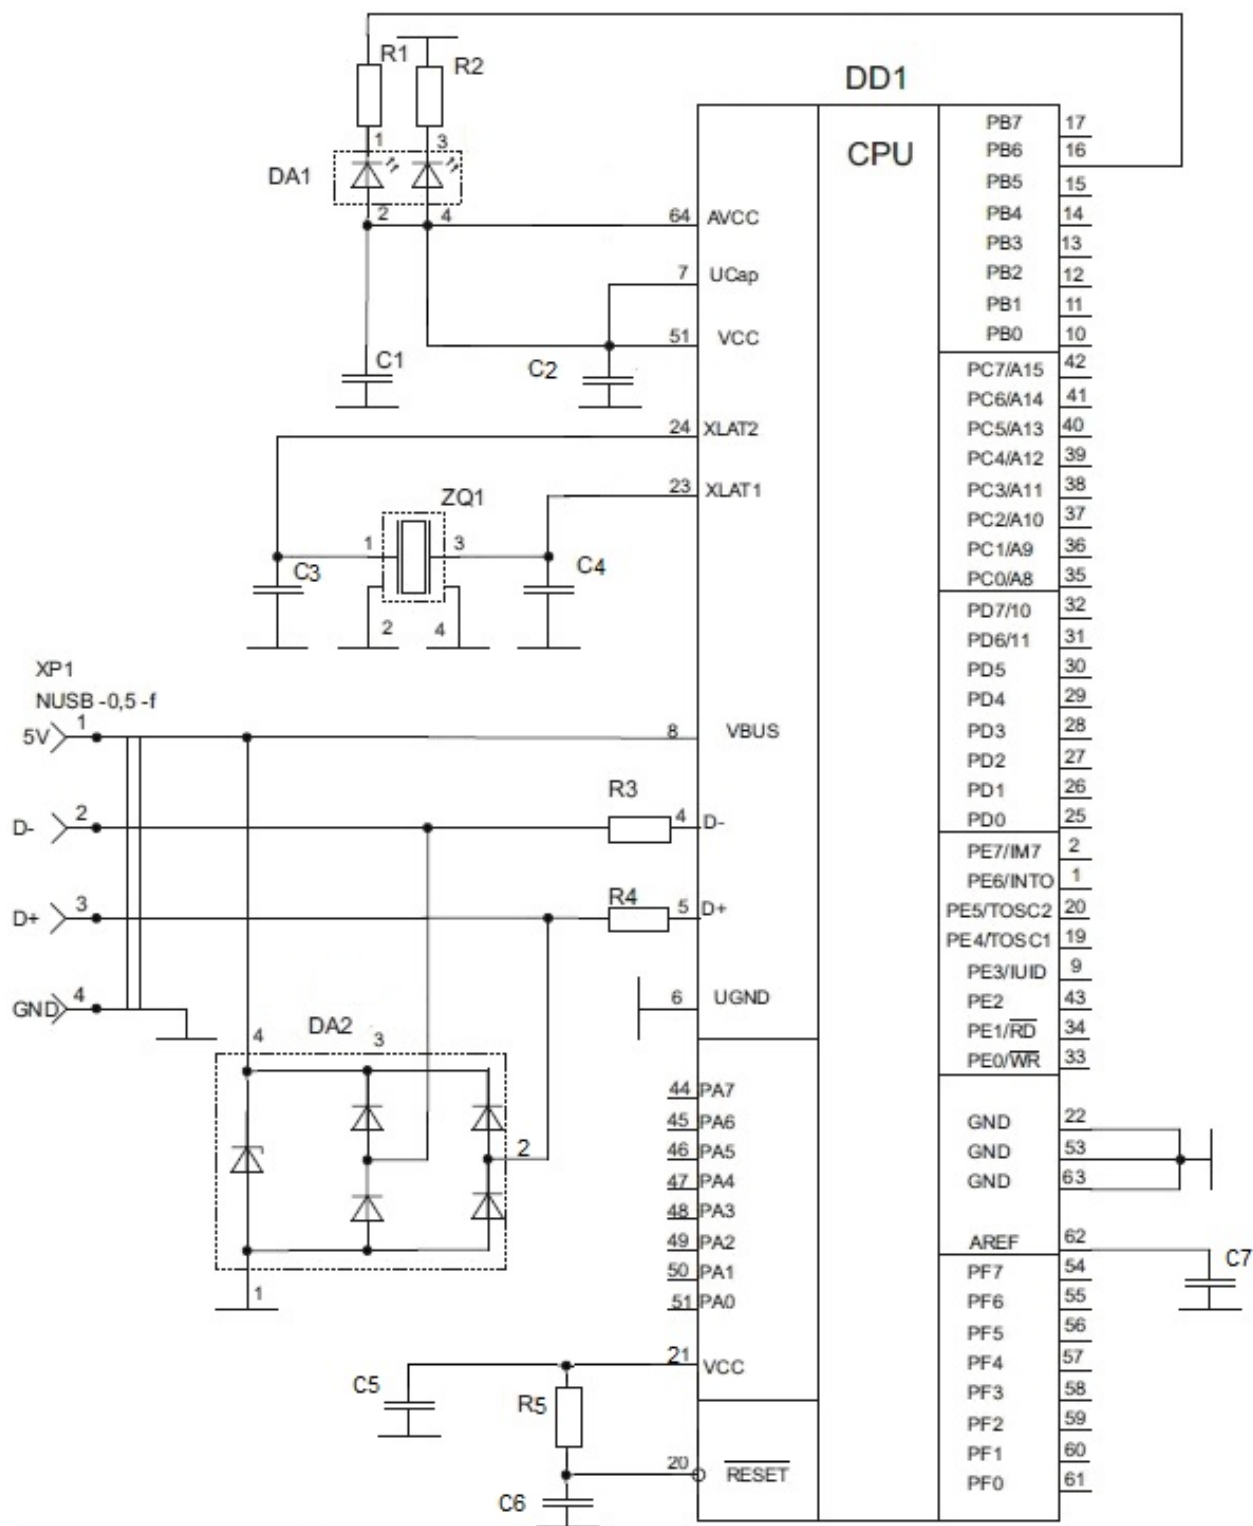 R1
R2
DD1
CPU
DA1
1
3
2
4
64 AVCC
7 UCap
51 VCC
C1
C2
24 XLAT2
23 XLAT1
ZQ1
1
3
C3
C4
2
4
XP1
NUSB -0,5 -f
5V 1
8 VBUS
D- 2
R3
4 D-
D+ 3
R4
5 D+
GND 4
6 UGND
DA2
4
3
2
1
44 PA7
45 PA6
46 PA5
47 PA4
48 PA3
49 PA2
50 PA1
51 PA0
21 VCC
C5
R5
20 RESET
C6
PB7 17
PB6 16
PB5 15
PB4 14
PB3 13
PB2 12
PB1 11
PB0 10
PC7/A15 42
PC6/A14 41
PC5/A13 40
PC4/A12 39
PC3/A11 38
PC2/A10 37
PC1/A9 36
PC0/A8 35
PD7/10 32
PD6/11 31
PD5 30
PD4 29
PD3 28
PD2 27
PD1 26
PD0 25
PE7/IM7 2
PE6/INTO 1
PE5/TOSC2 20
PE4/TOSC1 19
PE3/IUID 9
PE2 43
PE1/RD 34
PE0/WR 33
GND 22
GND 53
GND 63
AREF 62
C7
PF7 54
PF6 55
PF5 56
PF4 57
PF3 58
PF2 59
PF1 60
PF0 61